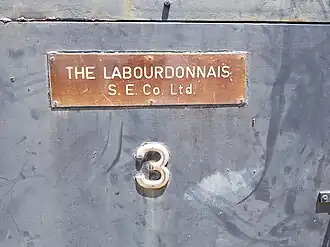 THE LABOURDONNAIS
S. E. Co. Ltd.
3